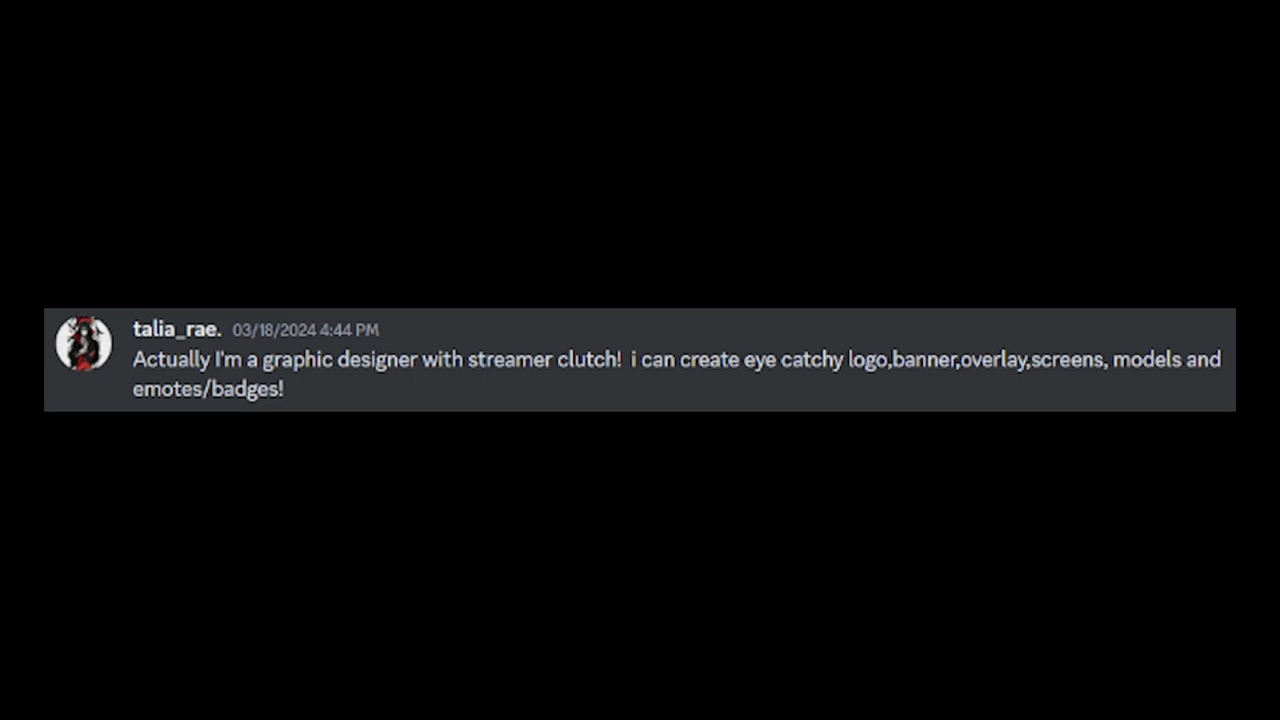 talia_rae. 03/18/2024 4:44 PM
Actually I'm a graphic designer with streamer clutch!  i can create eye catchy logo,banner,overlay,screens, models and
emotes/badges!